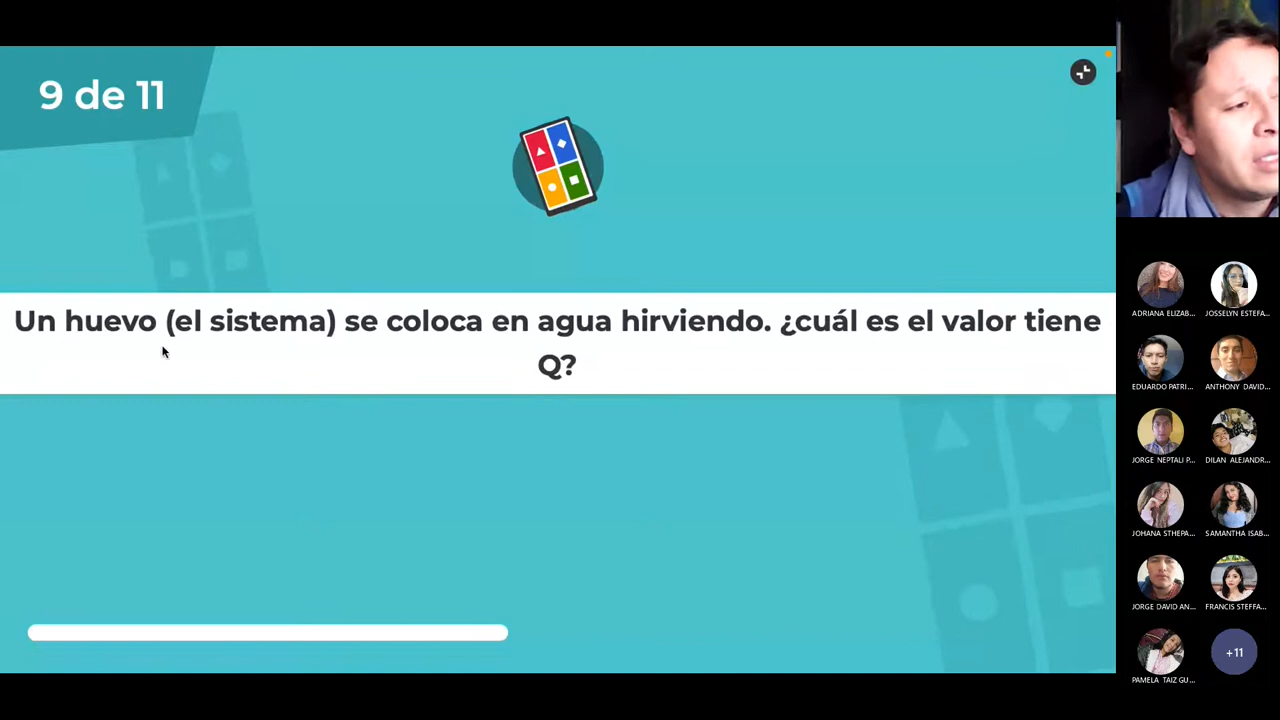 9 de 11
Un huevo (el sistema) se coloca en agua hirviendo. ¿cuál es el valor tiene
Q?
ADRIANA ELIZAB...
JOSSELYN ESTEFA...
EDUARDO PATRI...
ANTHONY DAVID...
JORGE NEPTALI P...
DILAN ALEJANDR...
JOHANA STHEPA...
SAMANTHA ISAB...
JORGE DAVID AN...
FRANCIS STEFFA...
PAMELA TAIZ GU...
+11